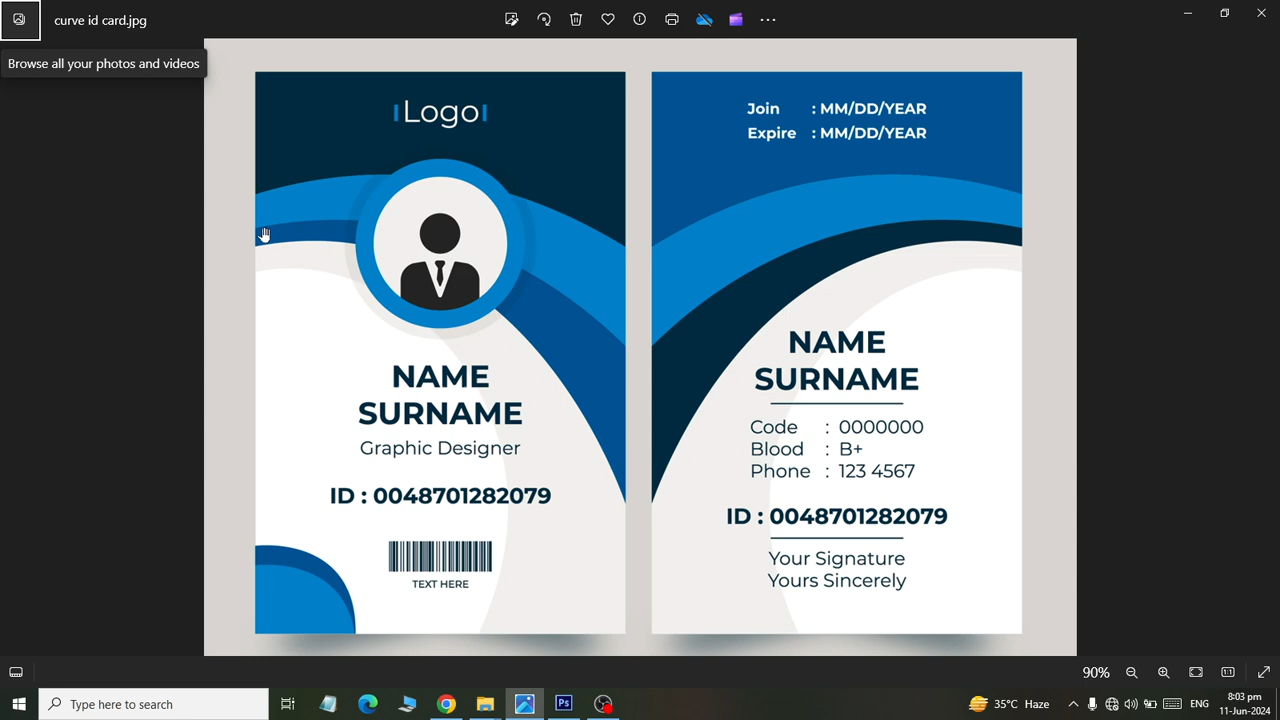 curve id card.jpg
Browse all your photos and videos
Logo
NAME
SURNAME
Graphic Designer
ID : 0048701282079
TEXT HERE
Join : MM/DD/YEAR
Expire : MM/DD/YEAR
NAME
SURNAME
Code : 0000000
Blood : B+
Phone : 123 4567
ID : 0048701282079
Your Signature
Yours Sincerely
90%
Type here to search
Ps
35°C Haze
ENG
8:03 pm
11-Jun-2024